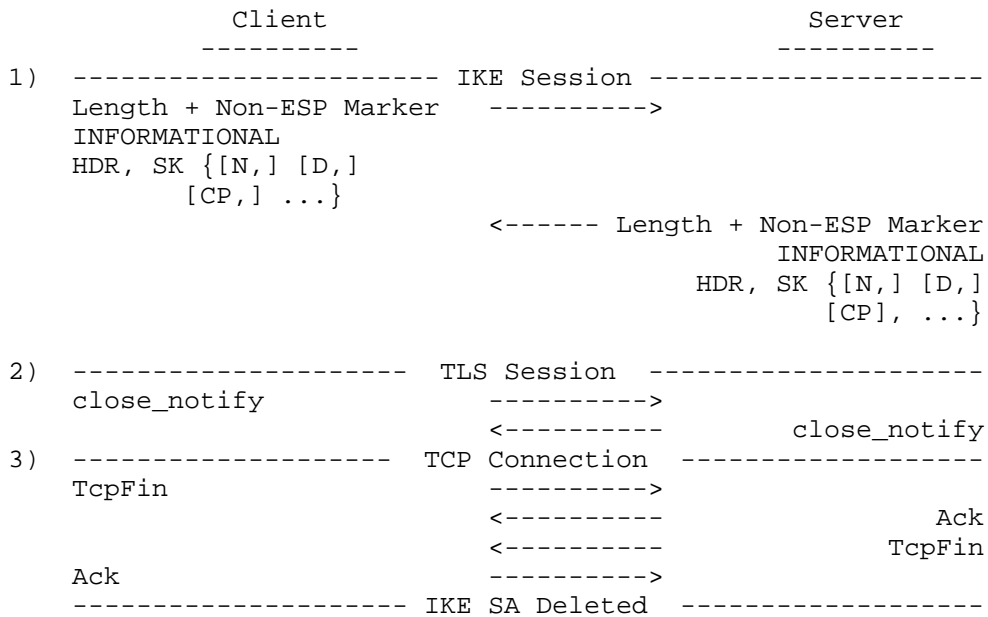 Client                             Server
            ----------                          ----------
1)  ----------------------- IKE Session ---------------------
    Length + Non-ESP Marker   ---------->
    INFORMATIONAL
    HDR, SK {[N,] [D,]
           [CP,] ...}
                              <------ Length + Non-ESP Marker
                                                INFORMATIONAL
                                           HDR, SK {[N,] [D,]
                                                   [CP], ...}
2)  --------------------- TLS Session  ---------------------
    close_notify              ---------->
                              <----------        close_notify
3)  -------------------- TCP Connection  -------------------
    TcpFin                    ---------->
                              <----------                 Ack
                              <----------              TcpFin
    Ack                       ---------->
    --------------------- IKE SA Deleted  -------------------